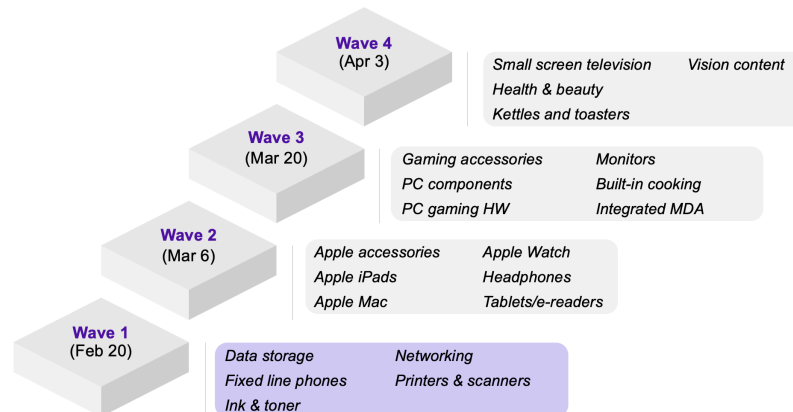 Wave 4
(Apr 3)
Small screen television Vision content
Health & beauty
Kettles and toasters
Wave 3
(Mar 20)
Gaming accessories Monitors
PC components Built-in cooking
PC gaming HW Integrated MDA
Wave 2
(Mar 6)
Apple accessories Apple Watch
Apple iPads Headphones
Apple Mac Tablets/e-readers
Wave 1
(Feb 20)
Data storage Networking
Fixed line phones Printers & scanners
Ink & toner